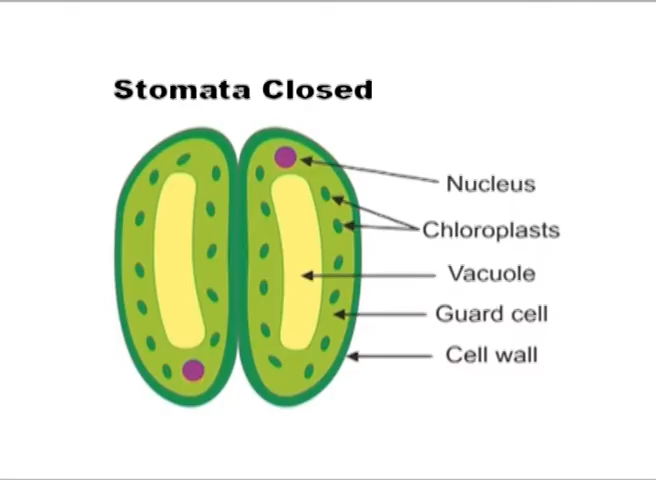 Stomata Closed
Nucleus
Chloroplasts
Vacuole
Guard cell
Cell wall